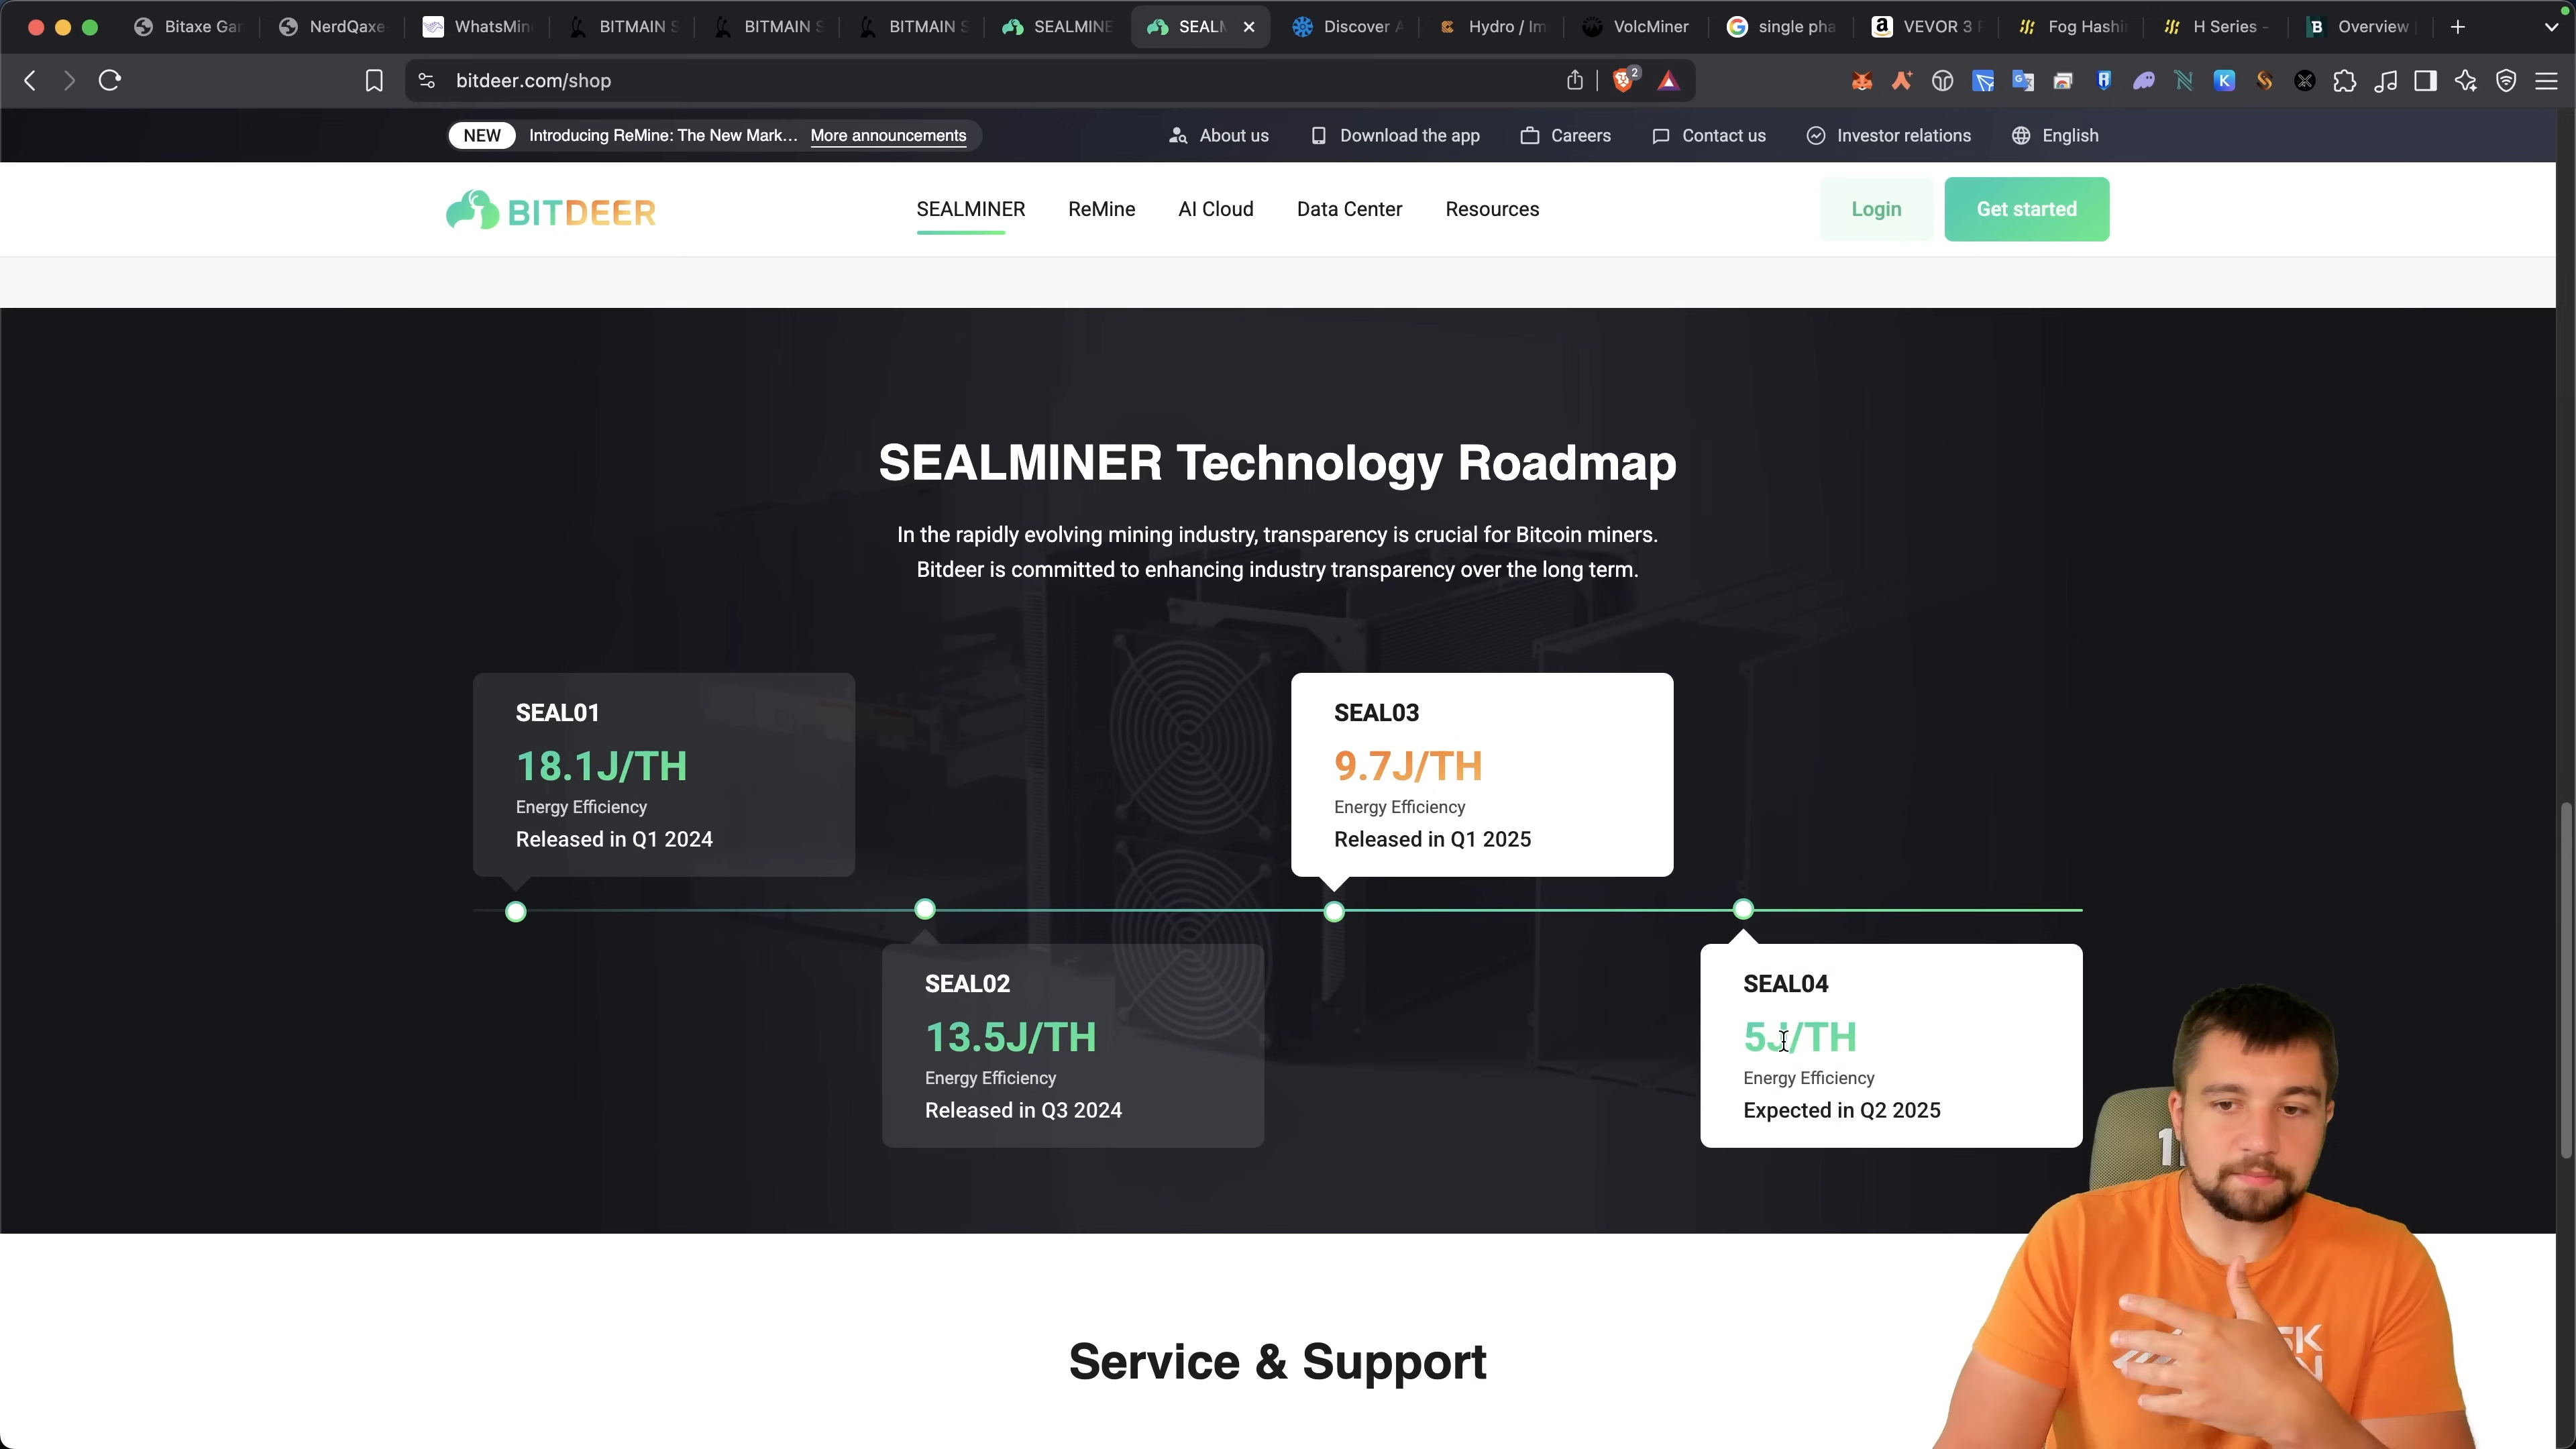 Bitaxe Gan
NerdQaxe
WhatsMin
BITMAIN S
BITMAIN S
BITMAIN S
SEALMINE
SEALM
Discover A
Hydro / Im
VolcMiner
single pha
VEVOR 3 P
Fog Hashi
H Series -
Overview
bitdeer.com/shop
2
NEW
Introducing ReMine: The New Mark... More announcements
About us
Download the app
Careers
Contact us
Investor relations
English
BITDEER
SEALMINER
ReMine
AI Cloud
Data Center
Resources
Login
Get started
SEALMINER Technology Roadmap
In the rapidly evolving mining industry, transparency is crucial for Bitcoin miners.
Bitdeer is committed to enhancing industry transparency over the long term.
SEAL01
18.1J/TH
Energy Efficiency
Released in Q1 2024
SEAL03
9.7J/TH
Energy Efficiency
Released in Q1 2025
SEAL02
13.5J/TH
Energy Efficiency
Released in Q3 2024
SEAL04
5J/TH
Energy Efficiency
Expected in Q2 2025
Service & Support